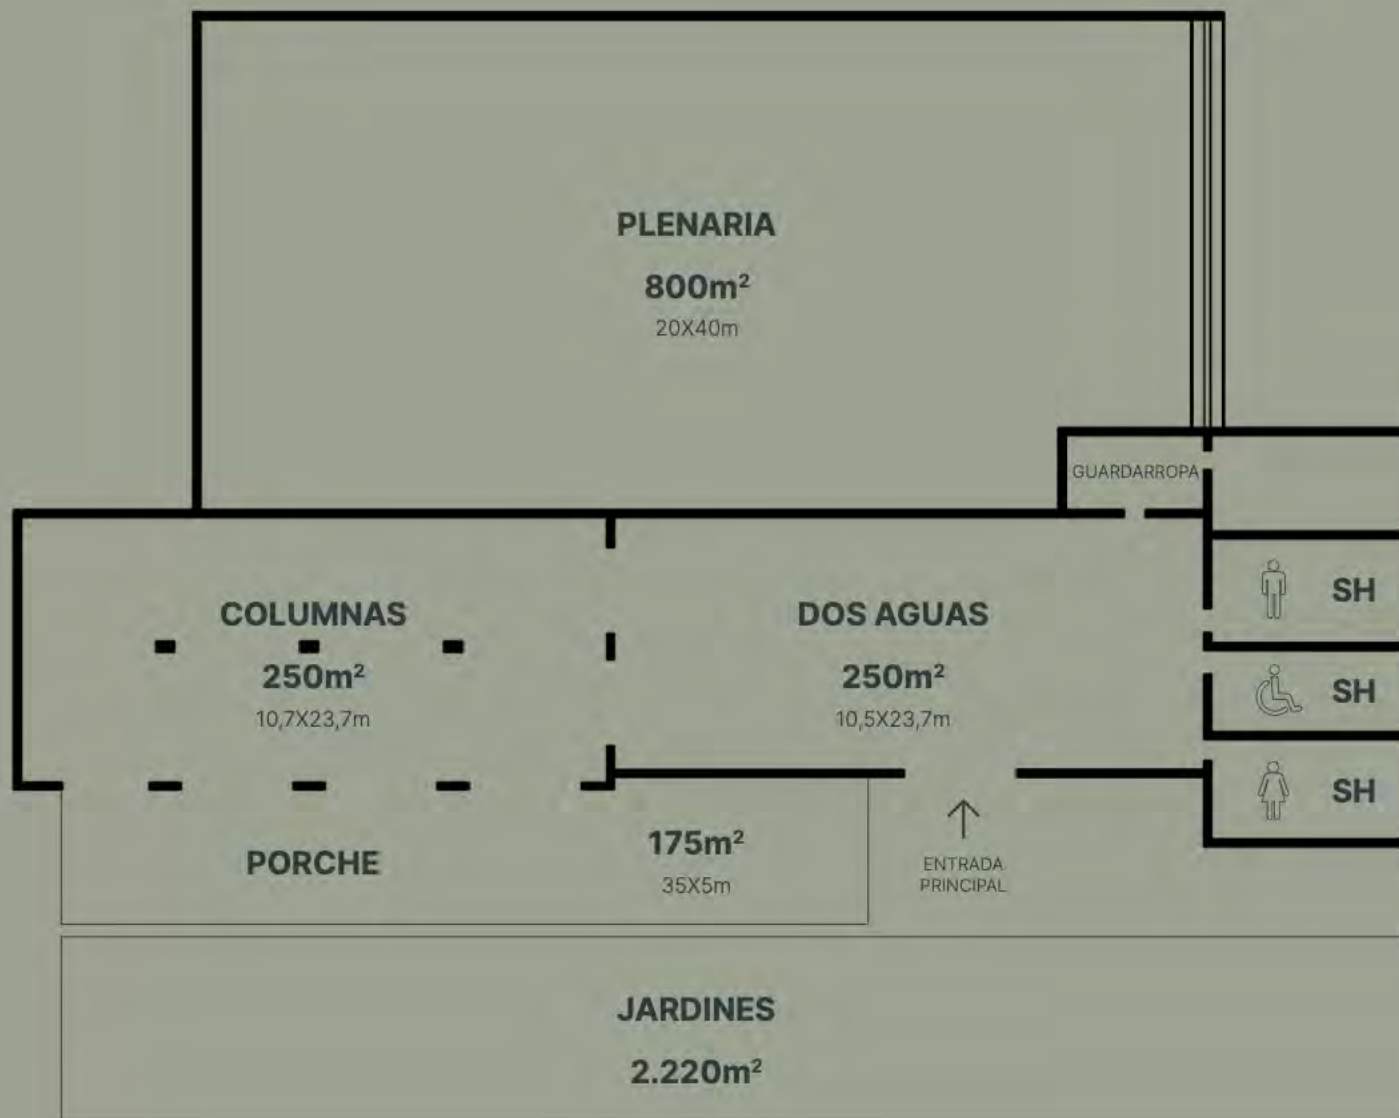 PLENARIA
800m²
20X40m
GUARDARROPA
COLUMNAS
250m²
10,7X23,7m
DOS AGUAS
250m²
10,5X23,7m
SH
SH
SH
PORCHE
175m²
35X5m
ENTRADA
PRINCIPAL
JARDINES
2.220m²